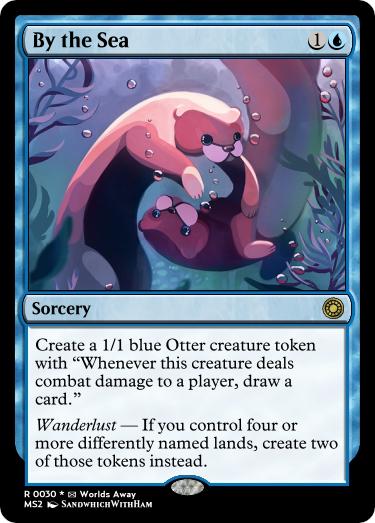 By the Sea 1
Sorcery
Create a 1/1 blue Otter creature token
with “Whenever this creature deals
combat damage to a player, draw a
card.”
Wanderlust — If you control four or
more differently named lands, create two
of those tokens instead.
R 0030 * Worlds Away
MS2 SandwhichWithHam